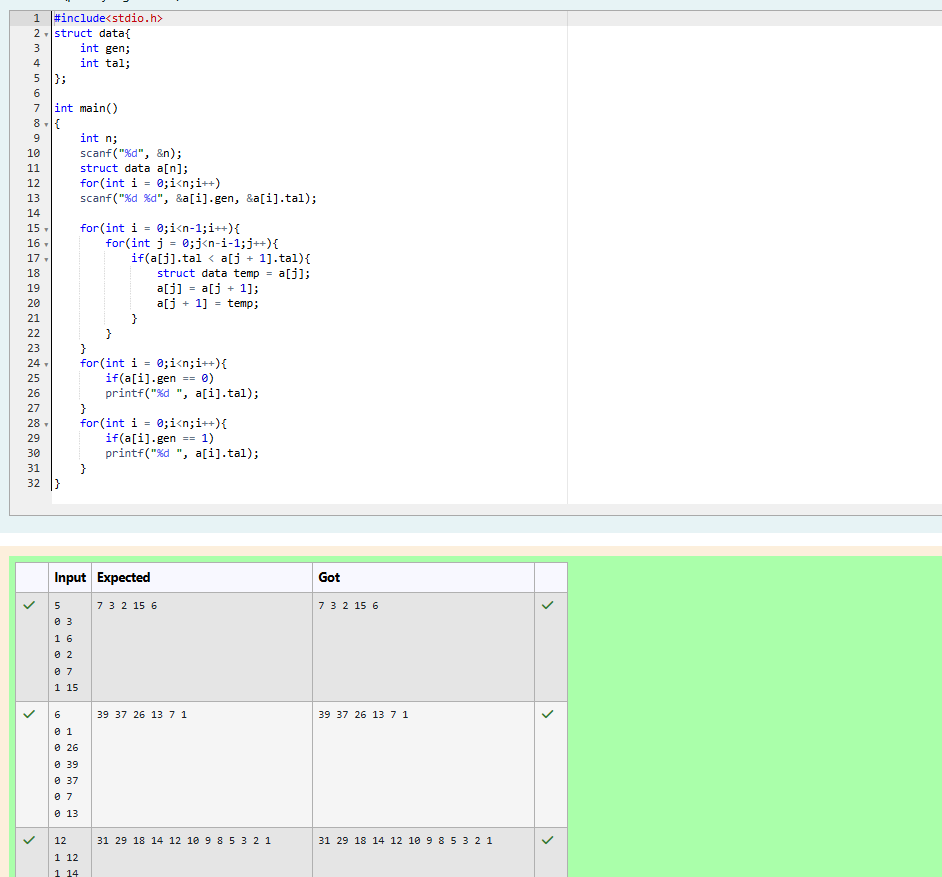 1 #include<stdio.h>
2 struct data{
3     int gen;
4     int tal;
5 };
6
7 int main()
8 {
9     int n;
10     scanf("%d", &n);
11     struct data a[n];
12     for(int i = 0;i<n;i++)
13     scanf("%d %d", &a[i].gen, &a[i].tal);
14
15     for(int i = 0;i<n-1;i++){
16         for(int j = 0;j<n-i-1;j++){
17             if(a[j].tal < a[j + 1].tal){
18                 struct data temp = a[j];
19                 a[j] = a[j + 1];
20                 a[j + 1] = temp;
21             }
22         }
23     }
24     for(int i = 0;i<n;i++){
25         if(a[i].gen == 0)
26         printf("%d ", a[i].tal);
27     }
28     for(int i = 0;i<n;i++){
29         if(a[i].gen == 1)
30         printf("%d ", a[i].tal);
31     }
32 }
Input Expected Got
5 7 3 2 15 6 7 3 2 15 6
0 3
1 6
0 2
0 7
1 15
6 39 37 26 13 7 1 39 37 26 13 7 1
0 1
0 26
0 39
0 37
0 7
0 13
12 31 29 18 14 12 10 9 8 5 3 2 1 31 29 18 14 12 10 9 8 5 3 2 1
1 12
1 14